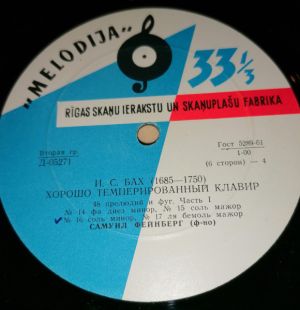 „MELODIJA”
33⅓
RĪGAS SKAŅU IERAKSTU UN SKAŅUPLAŠU FABRIKA
Вторая гр.
Д-05271
Гост 5289-61
1-00
(6 сторон) — 4
И. С. БАХ (1685—1750)
ХОРОШО ТЕМПЕРИРОВАННЫЙ КЛАВИР
48 прелюдий и фуг. Часть I
№ 14 фа диез минор, № 15 соль мажор
№ 16 соль минор, № 17 ля бемоль мажор
САМУИЛ ФЕЙНБЕРГ (ф-но)